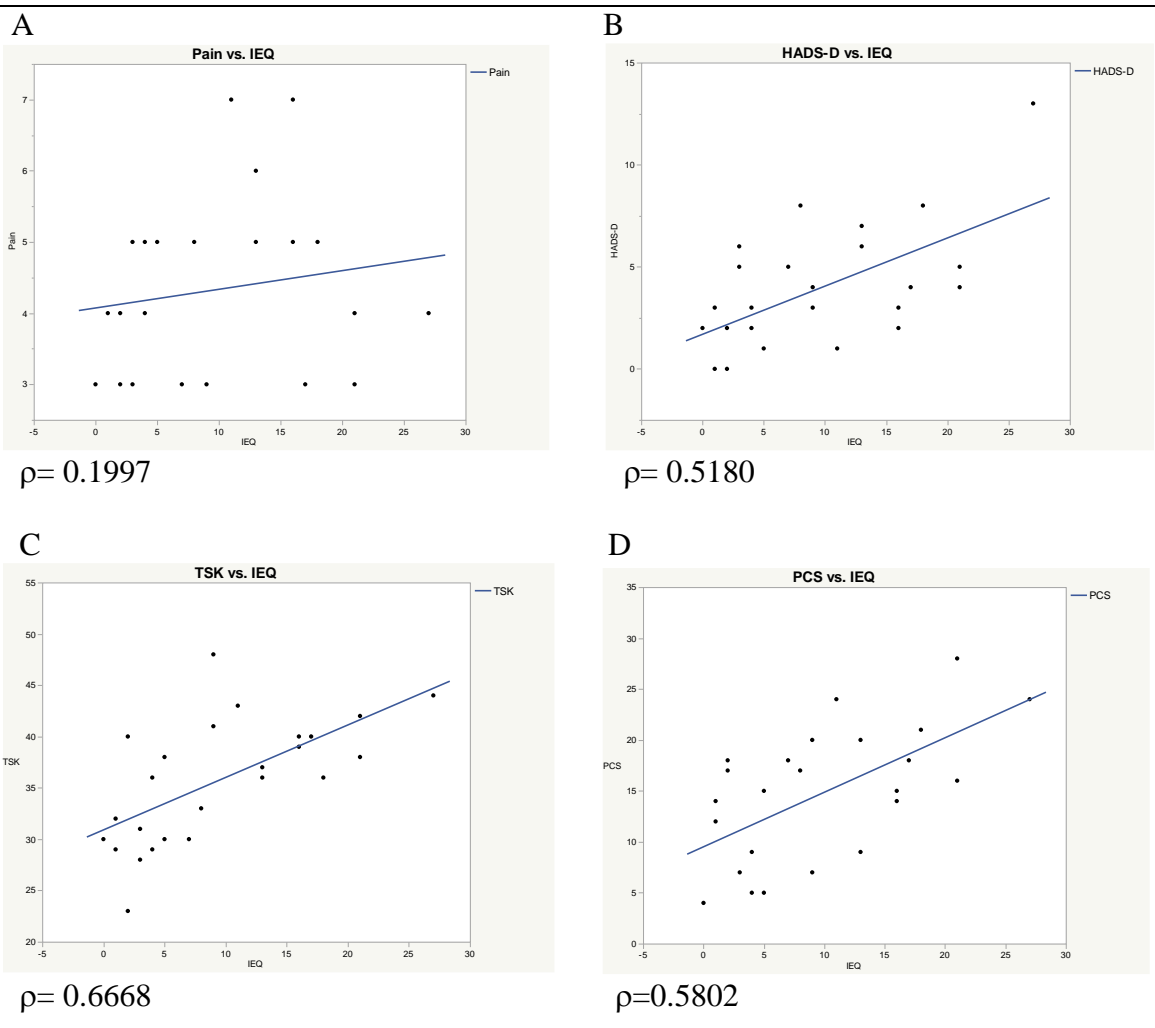 A
Pain vs. IEQ
Pain
7
6
5
4
3
Pain
-5 0 5 10 15 20 25 30
IEQ
ρ= 0.1997
B
HADS-D vs. IEQ
HADS-D
15
10
5
0
HADS-D
-5 0 5 10 15 20 25 30
IEQ
ρ=0.5180
C
TSK vs. IEQ
TSK
55
50
45
40
35
30
25
20
TSK
-5 0 5 10 15 20 25 30
IEQ
ρ= 0.6668
D
PCS vs. IEQ
PCS
35
30
25
20
15
10
5
0
PCS
-5 0 5 10 15 20 25 30
IEQ
ρ=0.5802